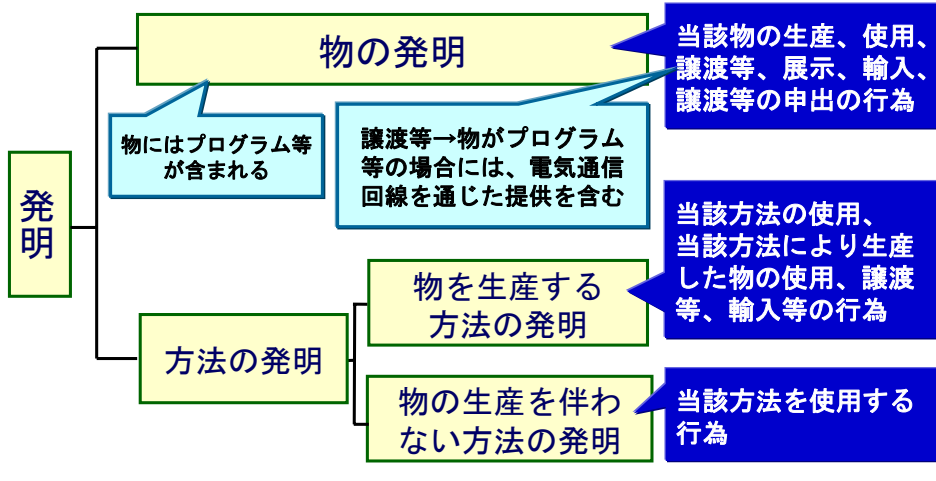 発
明
物の発明
当該物の生産、使用、
譲渡等、展示、輸入、
譲渡等の申出の行為
物にはプログラム等
が含まれる
譲渡等→物がプログラム
等の場合には、電気通信
回線を通じた提供を含む
方法の発明
物を生産する
方法の発明
当該方法の使用、
当該方法により生産
した物の使用、譲渡
等、輸入等の行為
物の生産を伴わ
ない方法の発明
当該方法を使用する
行為